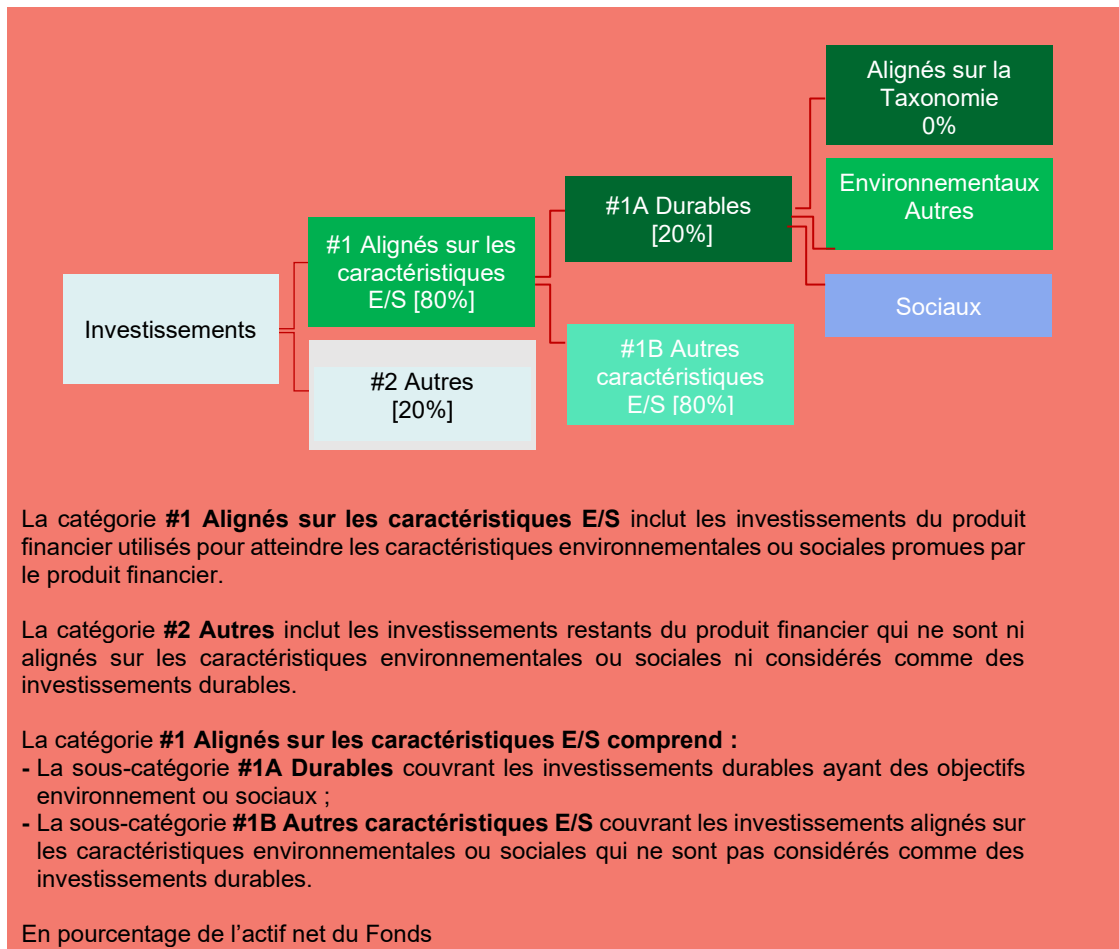 Investissements
#1 Alignés sur les
caractéristiques
E/S [80%]
#2 Autres
[20%]
#1A Durables
[20%]
#1B Autres
caractéristiques
E/S [80%]
Alignés sur la
Taxonomie
0%
Environnementaux
Autres
Sociaux
La catégorie #1 Alignés sur les caractéristiques E/S inclut les investissements du produit
financier utilisés pour atteindre les caractéristiques environnementales ou sociales promues par
le produit financier.
La catégorie #2 Autres inclut les investissements restants du produit financier qui ne sont ni
alignés sur les caractéristiques environnementales ou sociales ni considérés comme des
investissements durables.
La catégorie #1 Alignés sur les caractéristiques E/S comprend :
- La sous-catégorie #1A Durables couvrant les investissements durables ayant des objectifs
environnement ou sociaux ;
- La sous-catégorie #1B Autres caractéristiques E/S couvrant les investissements alignés sur
les caractéristiques environnementales ou sociales qui ne sont pas considérés comme des
investissements durables.
En pourcentage de l’actif net du Fonds